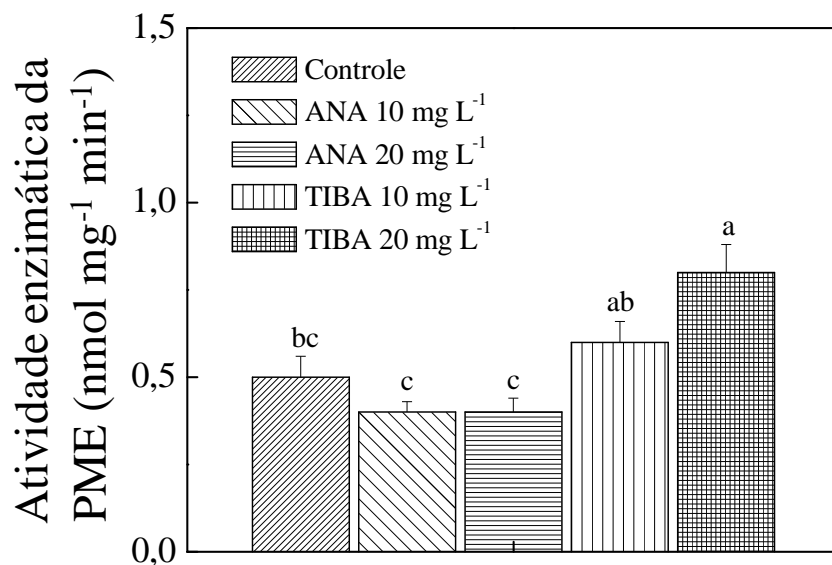 Atividade enzimática da
PME (nmol mg⁻¹ min⁻¹)
1,5
1,0
0,5
0,0
Controle
ANA 10 mg L⁻¹
ANA 20 mg L⁻¹
TIBA 10 mg L⁻¹
TIBA 20 mg L⁻¹
bc
c
c
ab
a